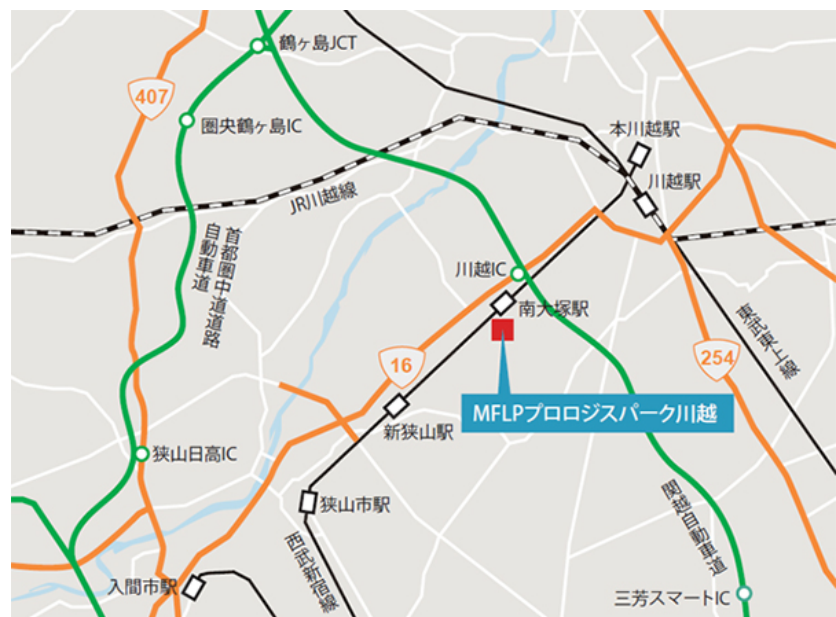 鶴ヶ島JCT
407
圏央鶴ヶ島IC
本川越駅
川越駅
JR川越線
首都圏中道道路
自動車道
川越IC
南大塚駅
東武東上線
16
254
MFLPプロロジスパーク川越
新狭山駅
狭山日高IC
狭山市駅
関越自動車道
西武新宿線
入間市駅
三芳スマートIC